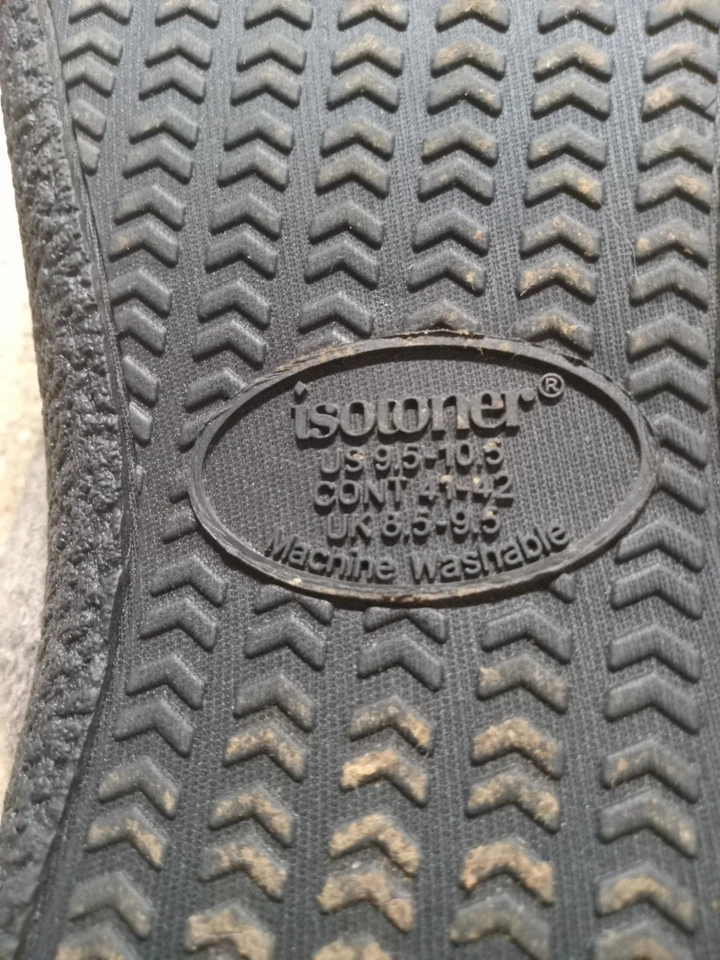 isotoner®
US 9.5-10.5
CONT 41-42
UK 8.5-9.5
Machine Washable